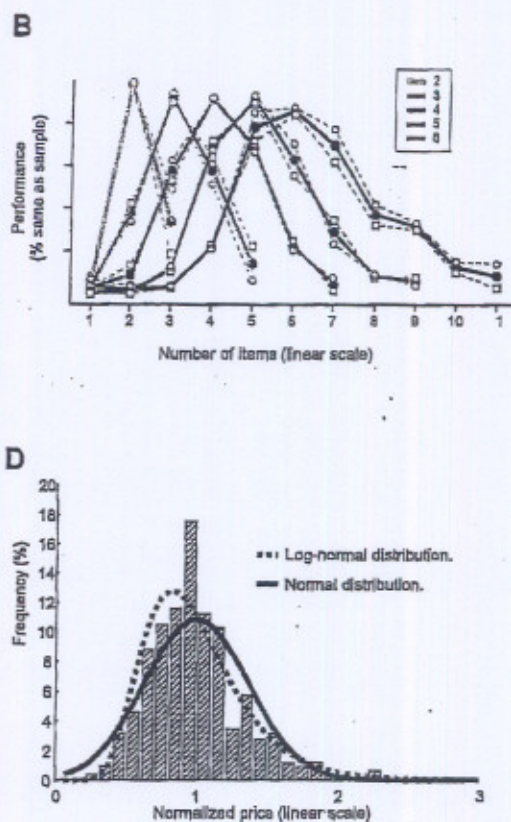 B
Performance
(% same as sample)
2
3
4
5
6
1 2 3 4 5 6 7 8 9 10 1
Number of items (linear scale)
D
Frequency (%)
20
18
16
14
12
10
8
6
4
2
0
Log-normal distribution.
Normal distribution.
0 1 2 3
Normalized price (linear scale)